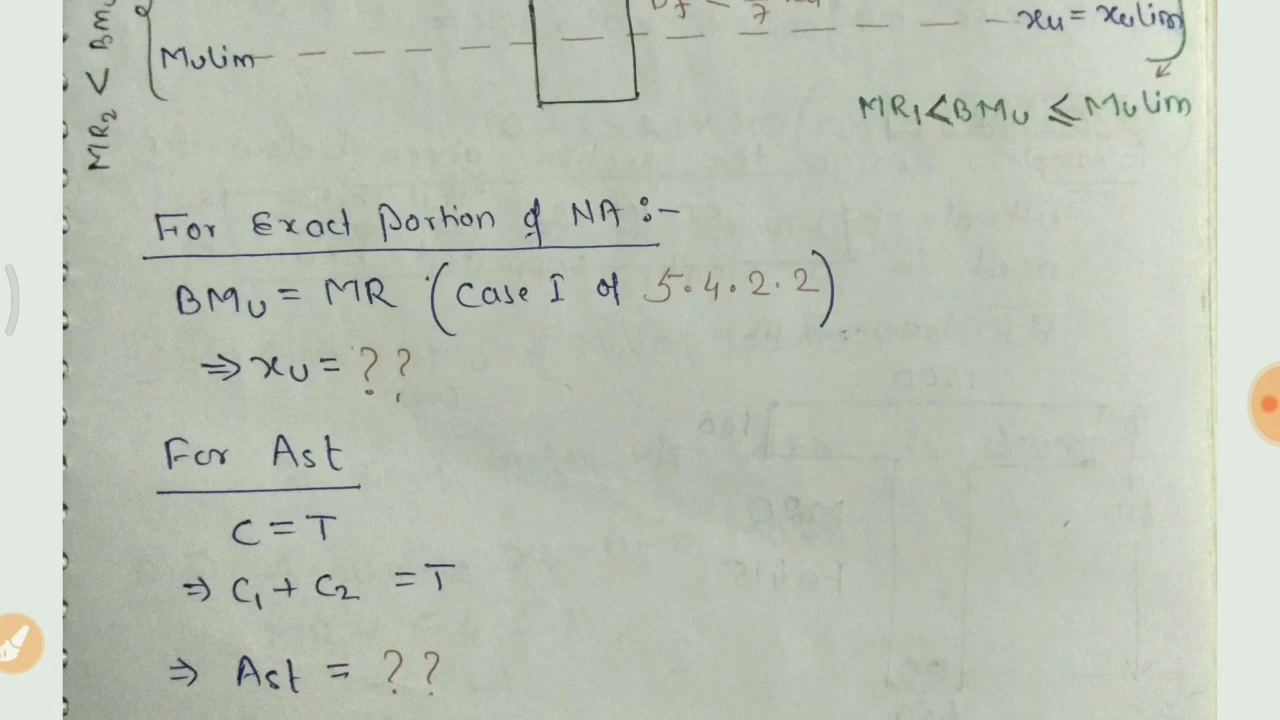 MR2 < BMU
xu = xulim
Mulim
MR1 < BMU ≤ MUlim
For Exact Portion of NA :-
BMU = MR (Case I of 5.4.2.2)
⇒ xU = ??
For Ast
C = T
⇒ C1 + C2 = T
⇒ Ast = ??